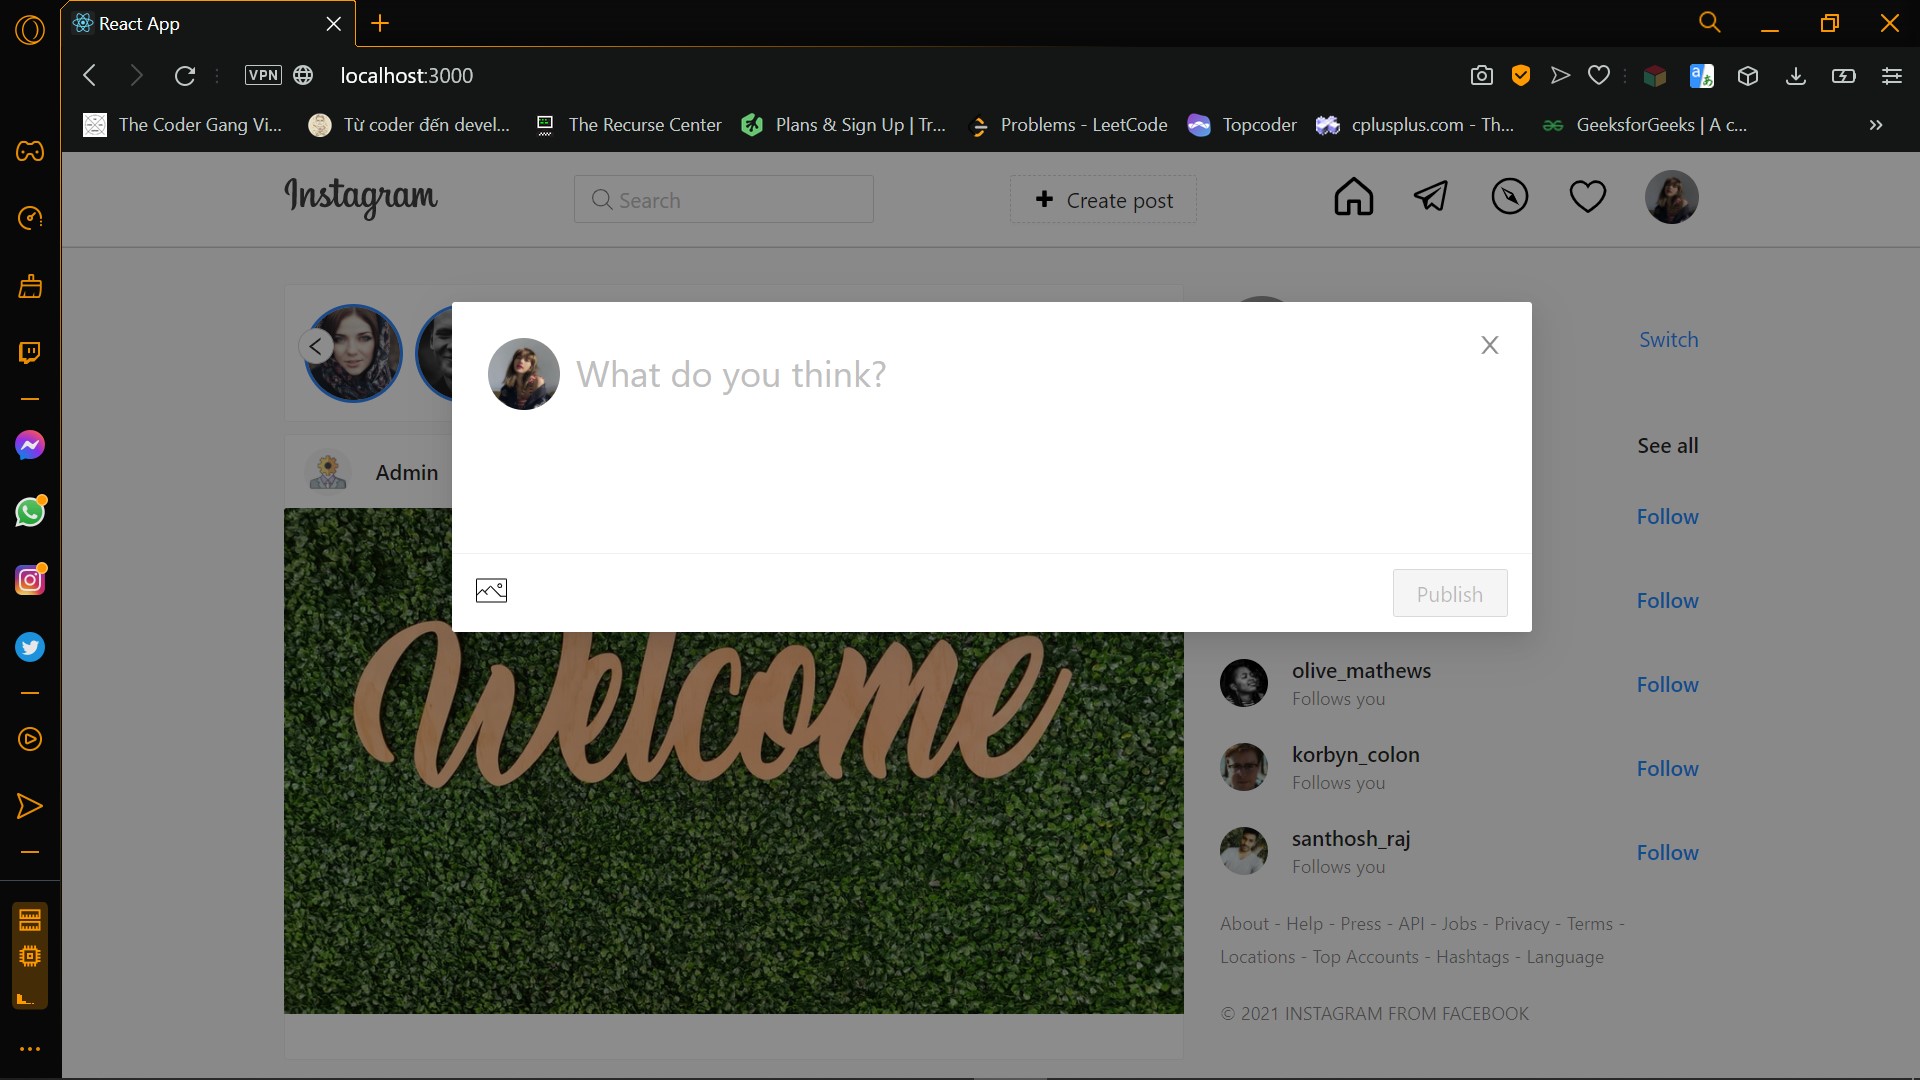 React App
VPN localhost:3000
The Coder Gang Vi... Từ coder đến devel... The Recurse Center Plans & Sign Up | Tr... Problems - LeetCode Topcoder cplusplus.com - Th... GeeksforGeeks | A c...
Instagram Search Create post
Switch
What do you think?
X
See all
Admin
Follow
Publish
Follow
Welcome
olive_mathews
Follows you
Follow
korbyn_colon
Follows you
Follow
santhosh_raj
Follows you
Follow
About - Help - Press - API - Jobs - Privacy - Terms -
Locations - Top Accounts - Hashtags - Language
© 2021 INSTAGRAM FROM FACEBOOK